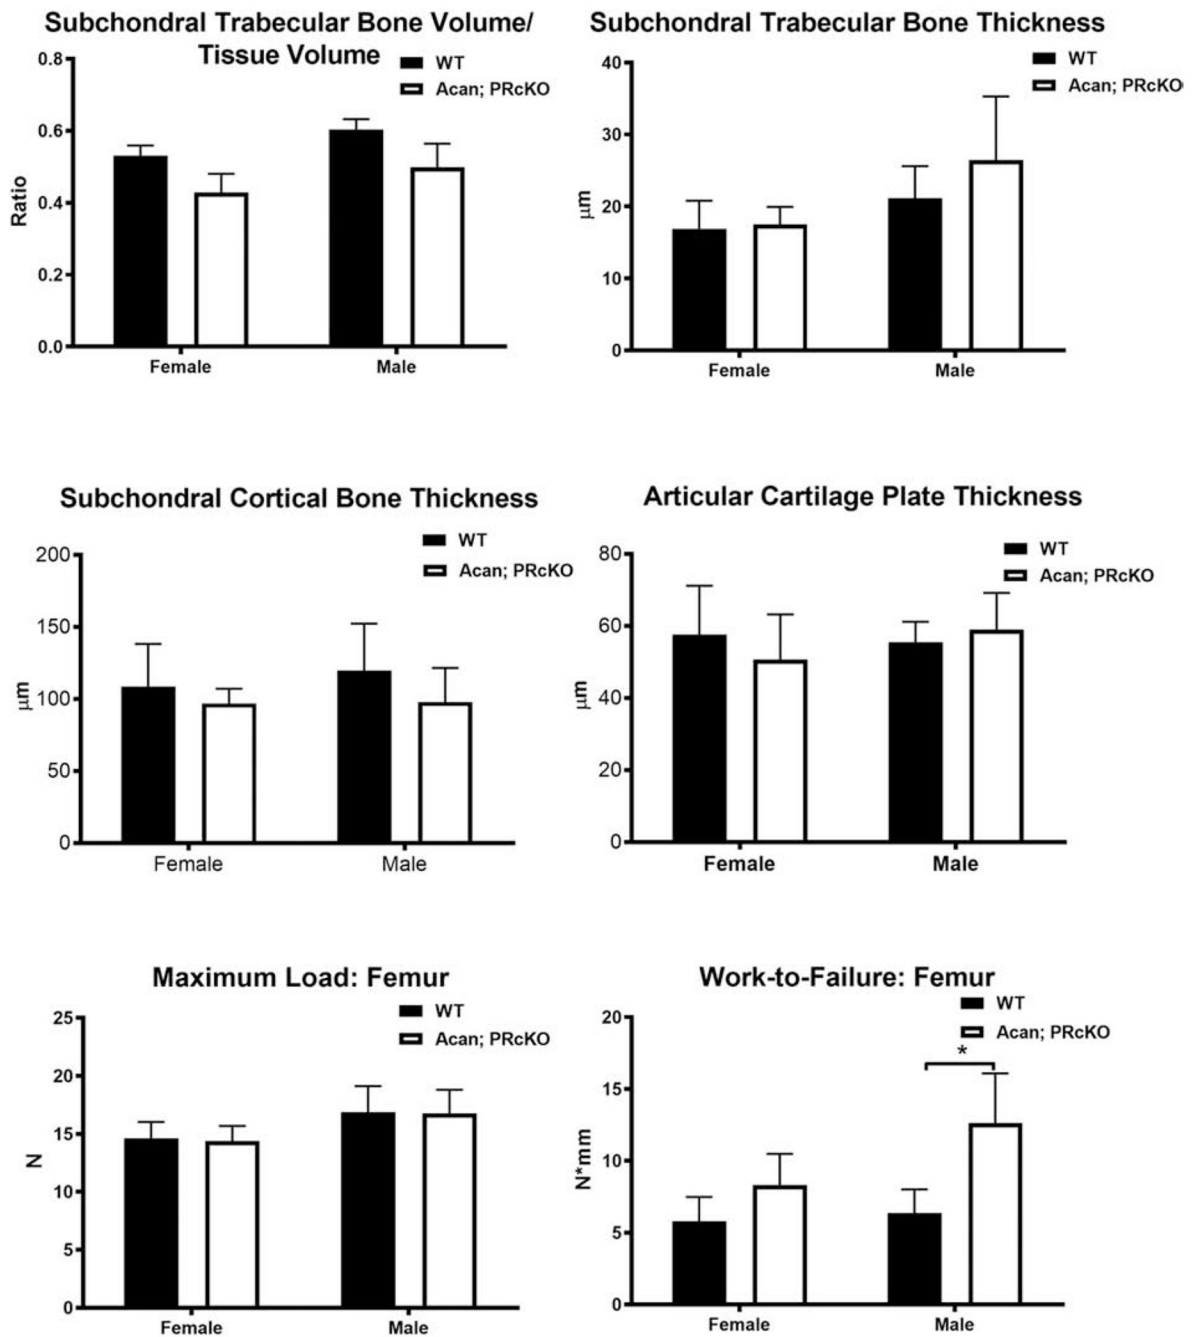 Subchondral Trabecular Bone Volume/
Tissue Volume
WT
Acan; PRcKO
Ratio
0.8
0.6
0.4
0.2
0.0
Female
Male
Subchondral Trabecular Bone Thickness
WT
Acan; PRcKO
μm
40
30
20
10
0
Female
Male
Subchondral Cortical Bone Thickness
WT
Acan; PRcKO
μm
200
150
100
50
0
Female
Male
Articular Cartilage Plate Thickness
WT
Acan; PRcKO
μm
80
60
40
20
0
Female
Male
Maximum Load: Femur
WT
Acan; PRcKO
N
25
20
15
10
5
0
Female
Male
Work-to-Failure: Femur
WT
Acan; PRcKO
*
N*mm
20
15
10
5
0
Female
Male